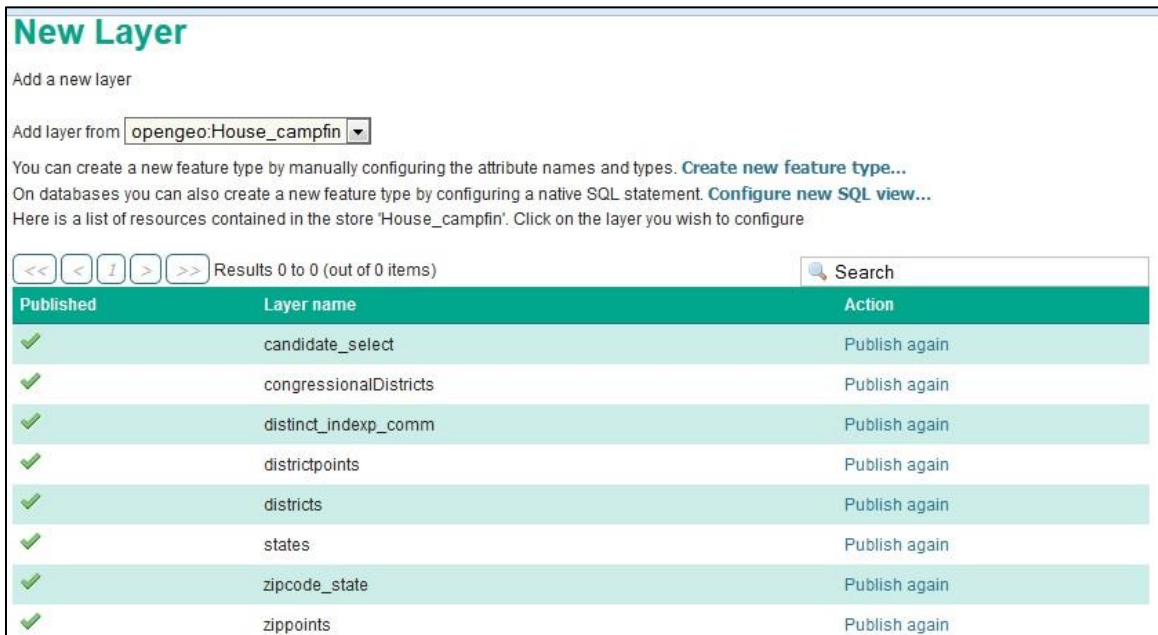 New Layer
Add a new layer
Add layer from opengeo:House_campfin
You can create a new feature type by manually configuring the attribute names and types. Create new feature type...
On databases you can also create a new feature type by configuring a native SQL statement. Configure new SQL view...
Here is a list of resources contained in the store 'House_campfin'. Click on the layer you wish to configure
<< < 1 > >> Results 0 to 0 (out of 0 items) Search
Published Layer name Action
candidate_select Publish again
congressionalDistricts Publish again
distinct_indexp_comm Publish again
districtpoints Publish again
districts Publish again
states Publish again
zipcode_state Publish again
zippoints Publish again